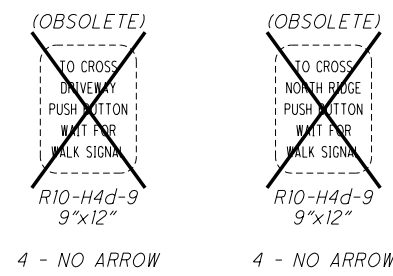 (OBSOLETE)
TO CROSS
DRIVEWAY
PUSH BUTTON
WAIT FOR
WALK SIGNAL
R10-H4d-9
9"x12"
4 - NO ARROW
(OBSOLETE)
TO CROSS
NORTH RIDGE
PUSH BUTTON
WAIT FOR
WALK SIGNAL
R10-H4d-9
9"x12"
4 - NO ARROW